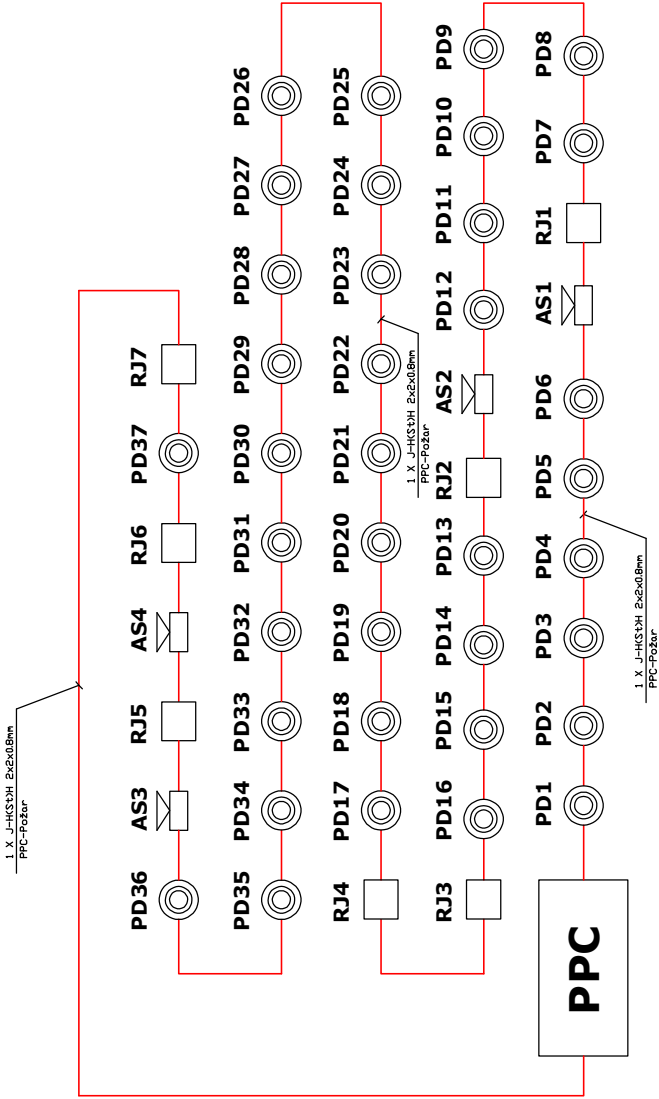 1 X J-H(St)H 2x2x0.8mm
PPC-Požar
PD36 AS3 RJ5 AS4 RJ6 PD37 RJ7
PD35 PD34 PD33 PD32 PD31 PD30 PD29 PD28 PD27 PD26
RJ4 PD17 PD18 PD19 PD20 PD21 PD22 PD23 PD24 PD25
1 X J-H(St)H 2x2x0.8mm
PPC-Požar
RJ3 PD16 PD15 PD14 PD13 RJ2 AS2 PD12 PD11 PD10 PD9
PD1 PD2 PD3 PD4 PD5 PD6 AS1 RJ1 PD7 PD8
PPC
1 X J-H(St)H 2x2x0.8mm
PPC-Požar